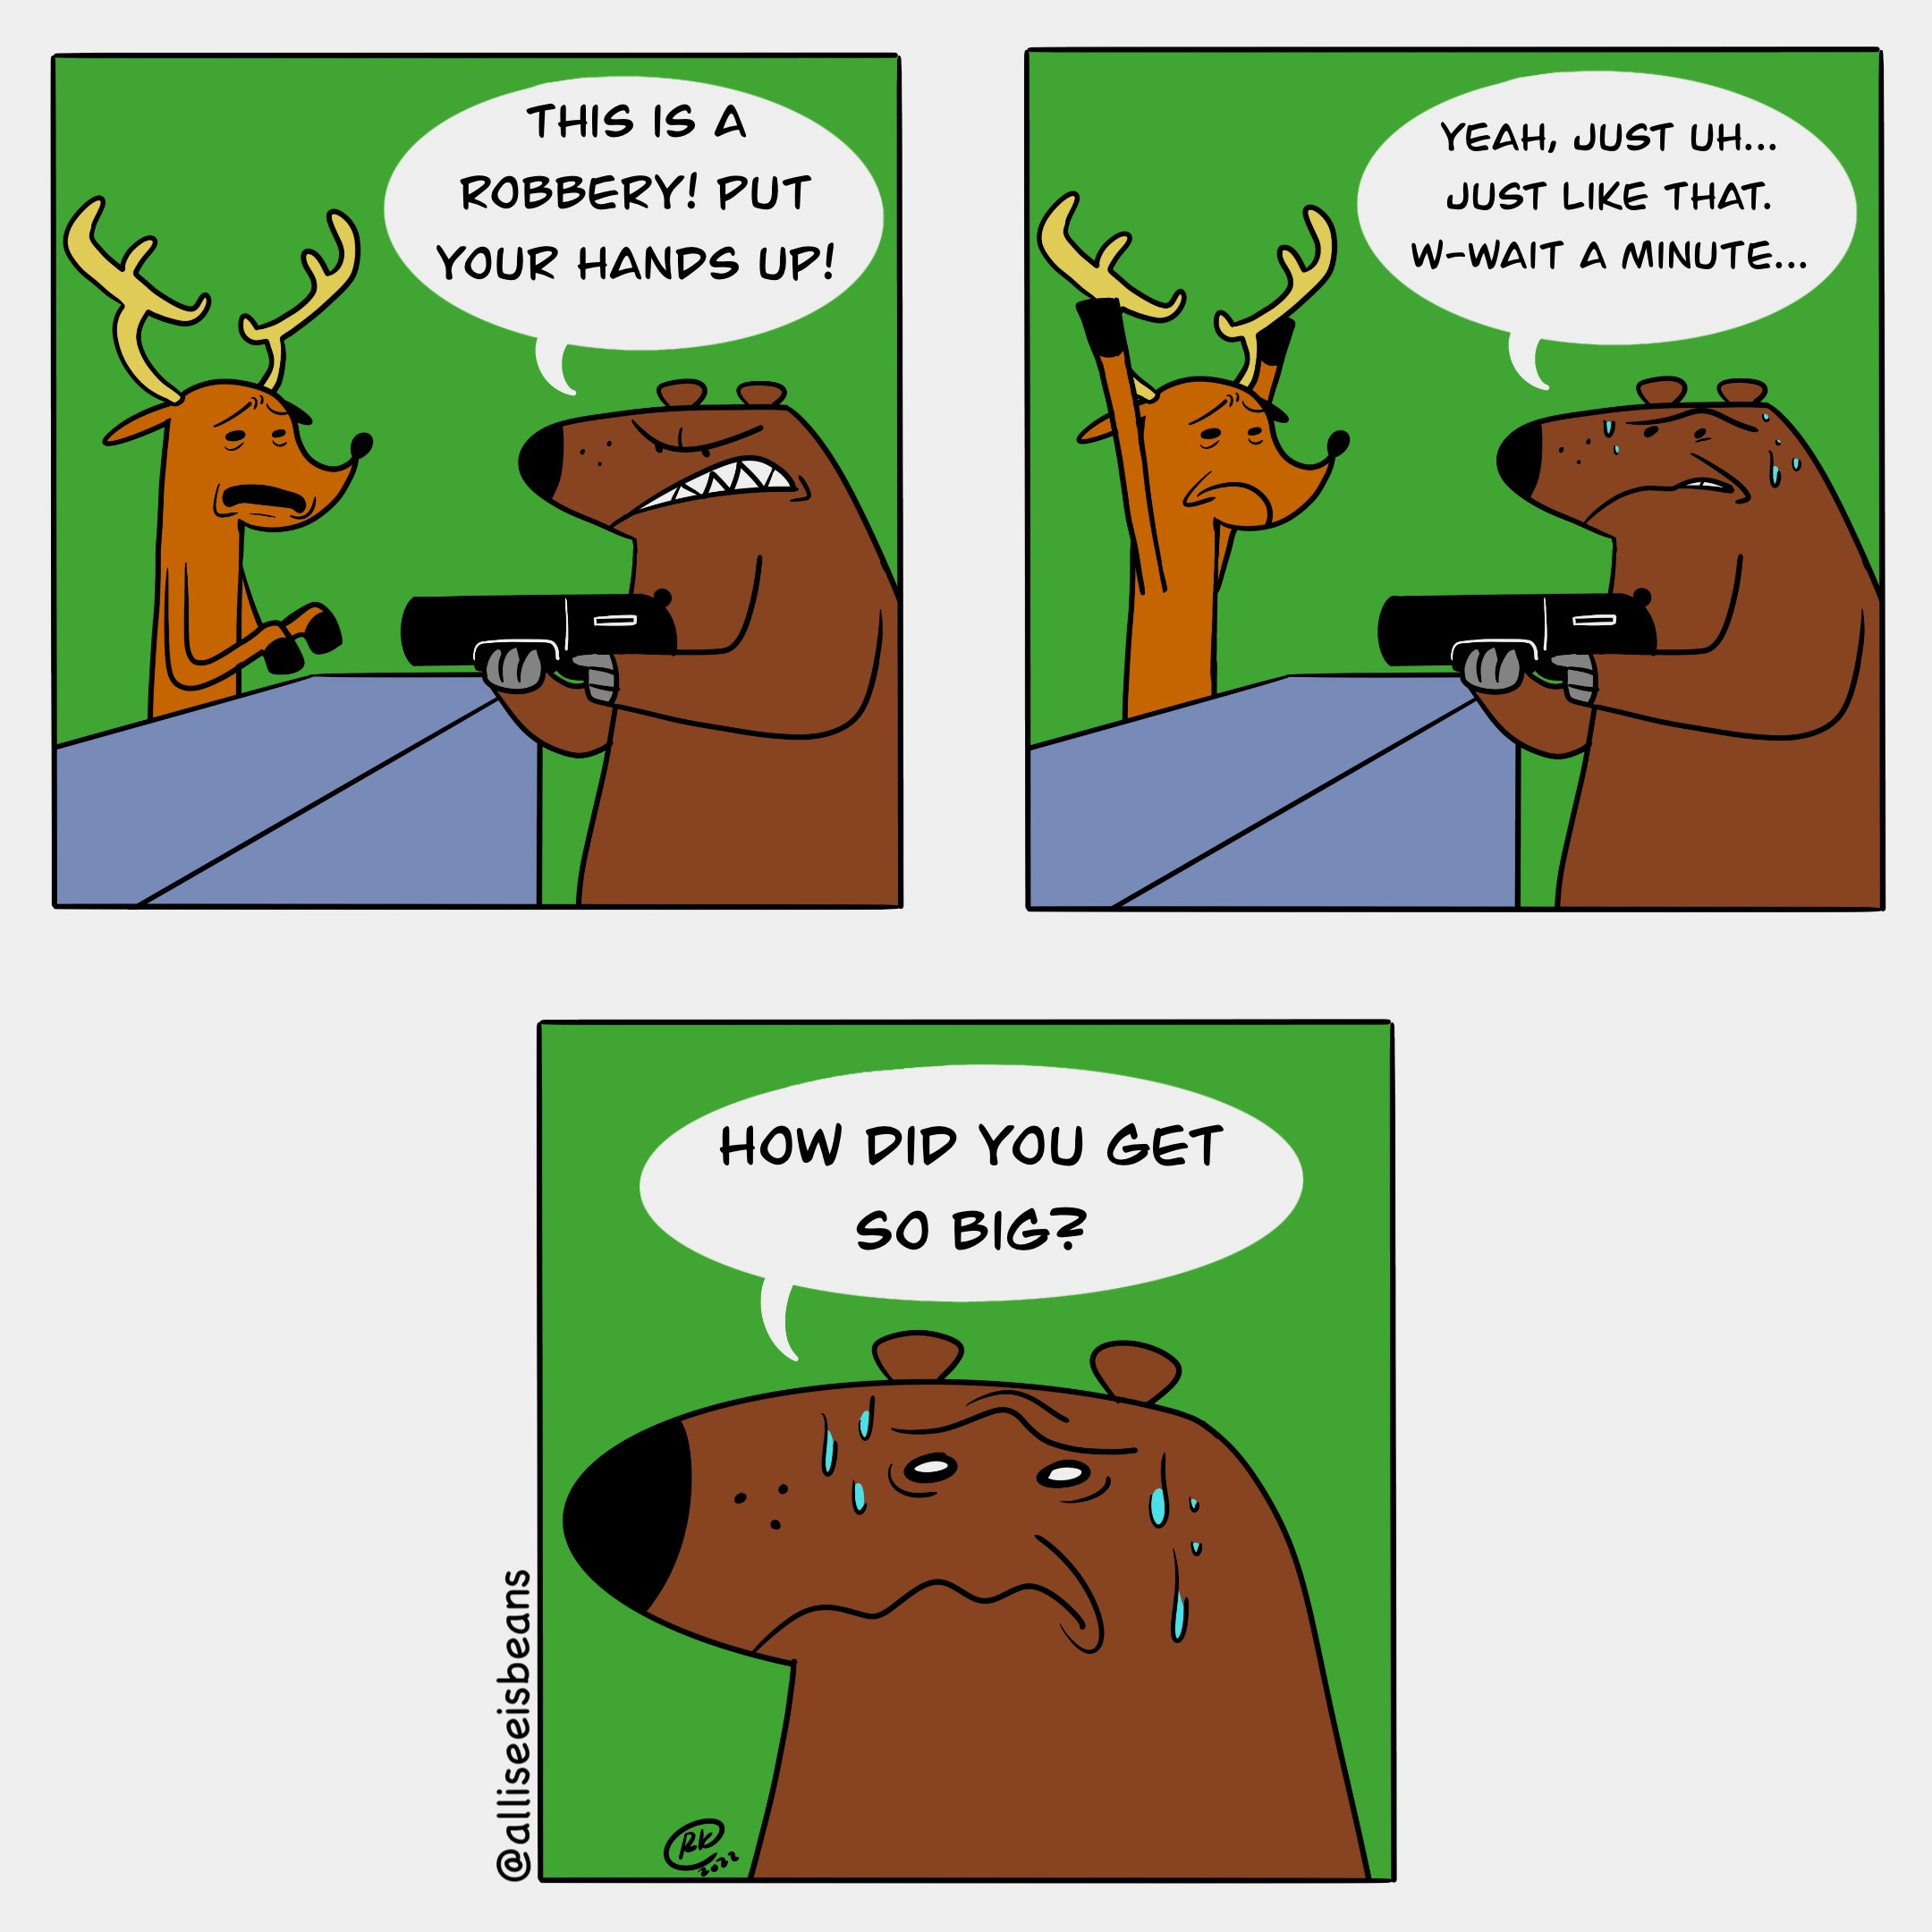 THIS IS A
ROBBERY! PUT
YOUR HANDS UP!
YEAH, JUST UH...
JUST LIKE THAT.
W-WAIT A MINUTE...
HOW DID YOU GET
SO BIG?
@alliseeisbeans